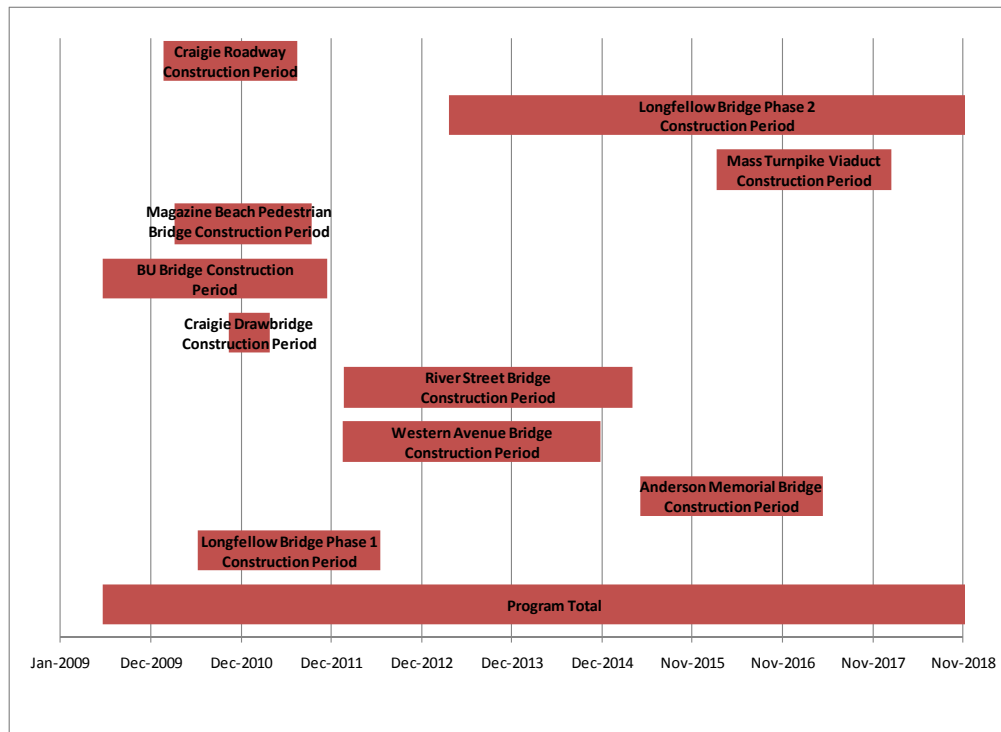 Craigie Roadway
Construction Period
Longfellow Bridge Phase 2
Construction Period
Mass Turnpike Viaduct
Construction Period
Magazine Beach Pedestrian
Bridge Construction Period
BU Bridge Construction
Period
Craigie Drawbridge
Construction Period
River Street Bridge
Construction Period
Western Avenue Bridge
Construction Period
Anderson Memorial Bridge
Construction Period
Longfellow Bridge Phase 1
Construction Period
Program Total
Jan-2009 Dec-2009 Dec-2010 Dec-2011 Dec-2012 Dec-2013 Dec-2014 Nov-2015 Nov-2016 Nov-2017 Nov-2018